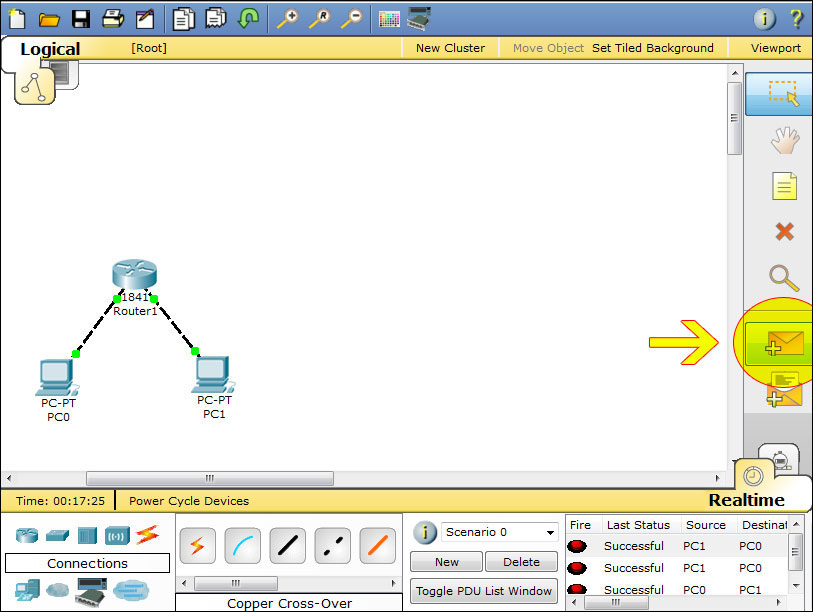 Logical
[Root]
New Cluster
Move Object
Set Tiled Background
Viewport
1841
Router1
PC-PT
PC0
PC-PT
PC1
Time: 00:17:25
Power Cycle Devices
Realtime
Connections
Copper Cross-Over
Scenario 0
New
Delete
Toggle PDU List Window
Fire Last Status Source Destinat
Successful PC1 PC0
Successful PC1 PC0
Successful PC0 PC1